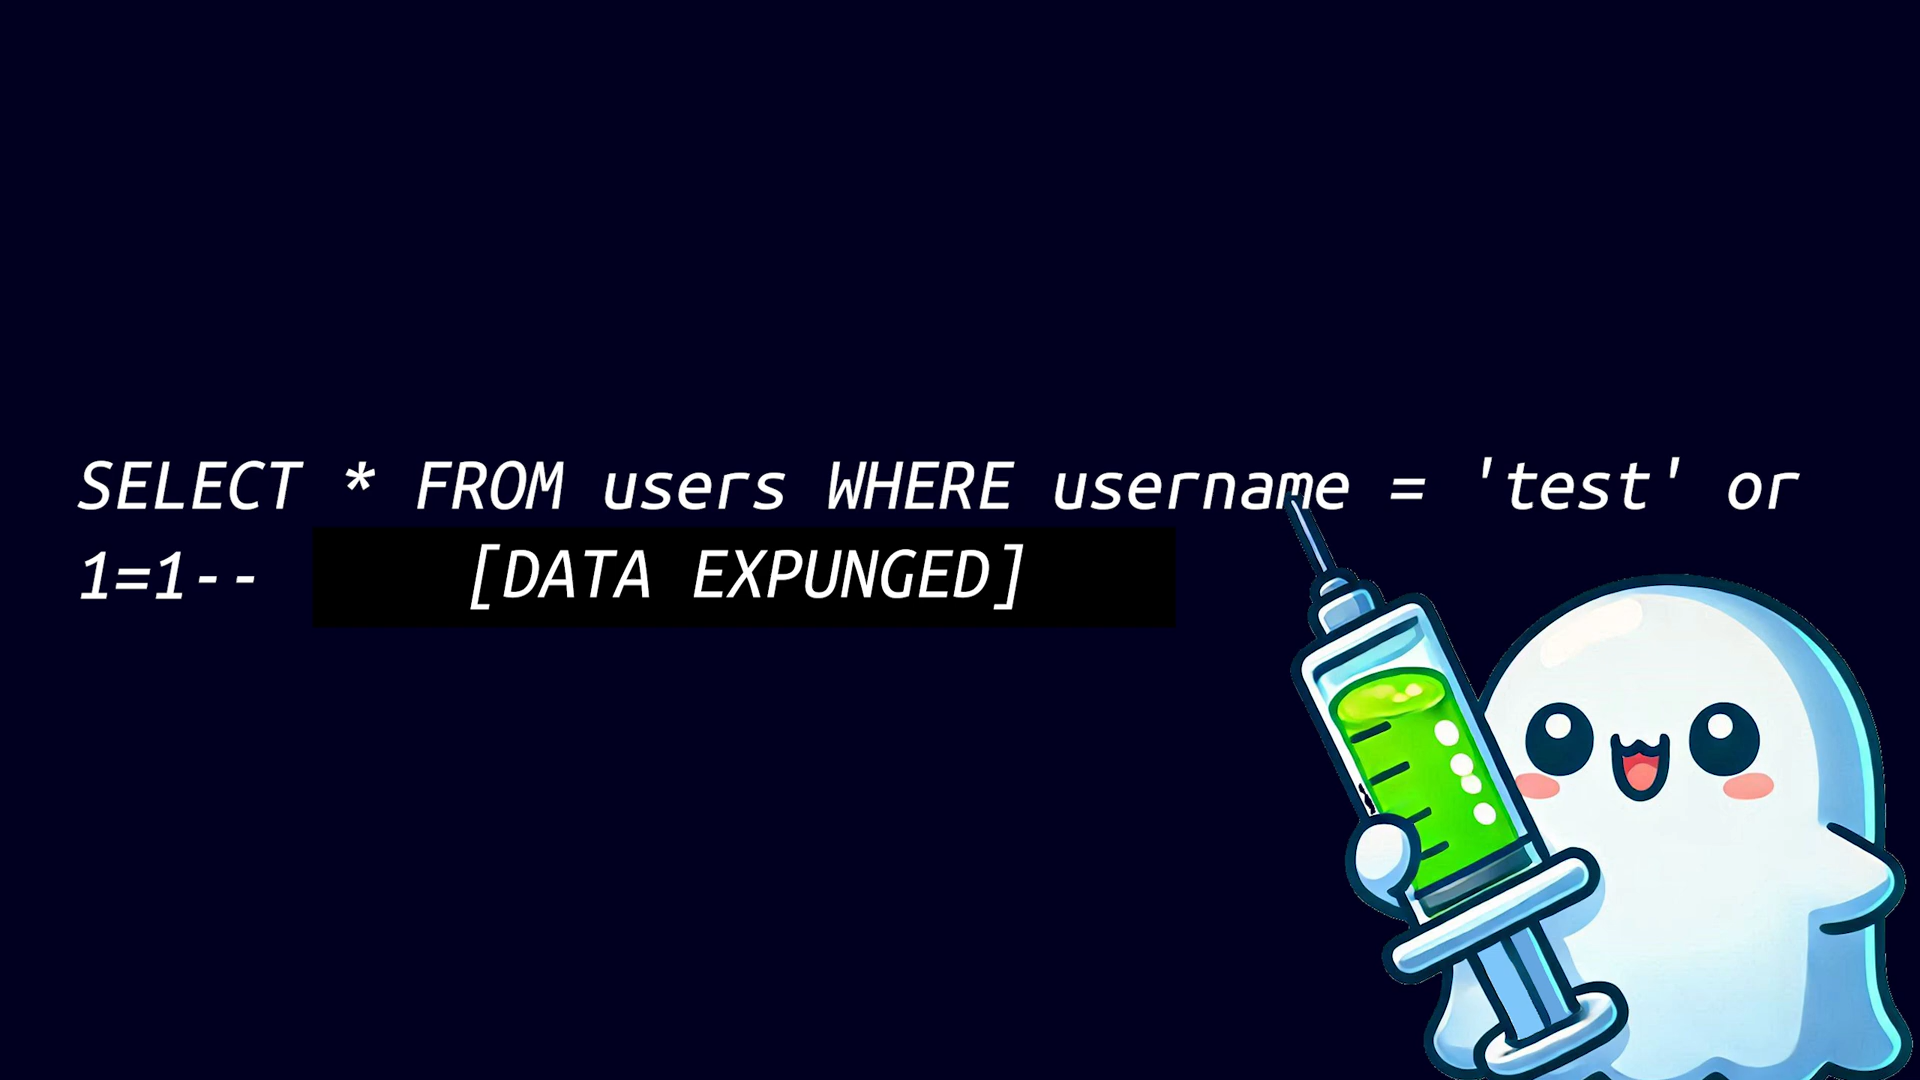 SELECT * FROM users WHERE username = 'test' or
1=1-- [DATA EXPUNGED]